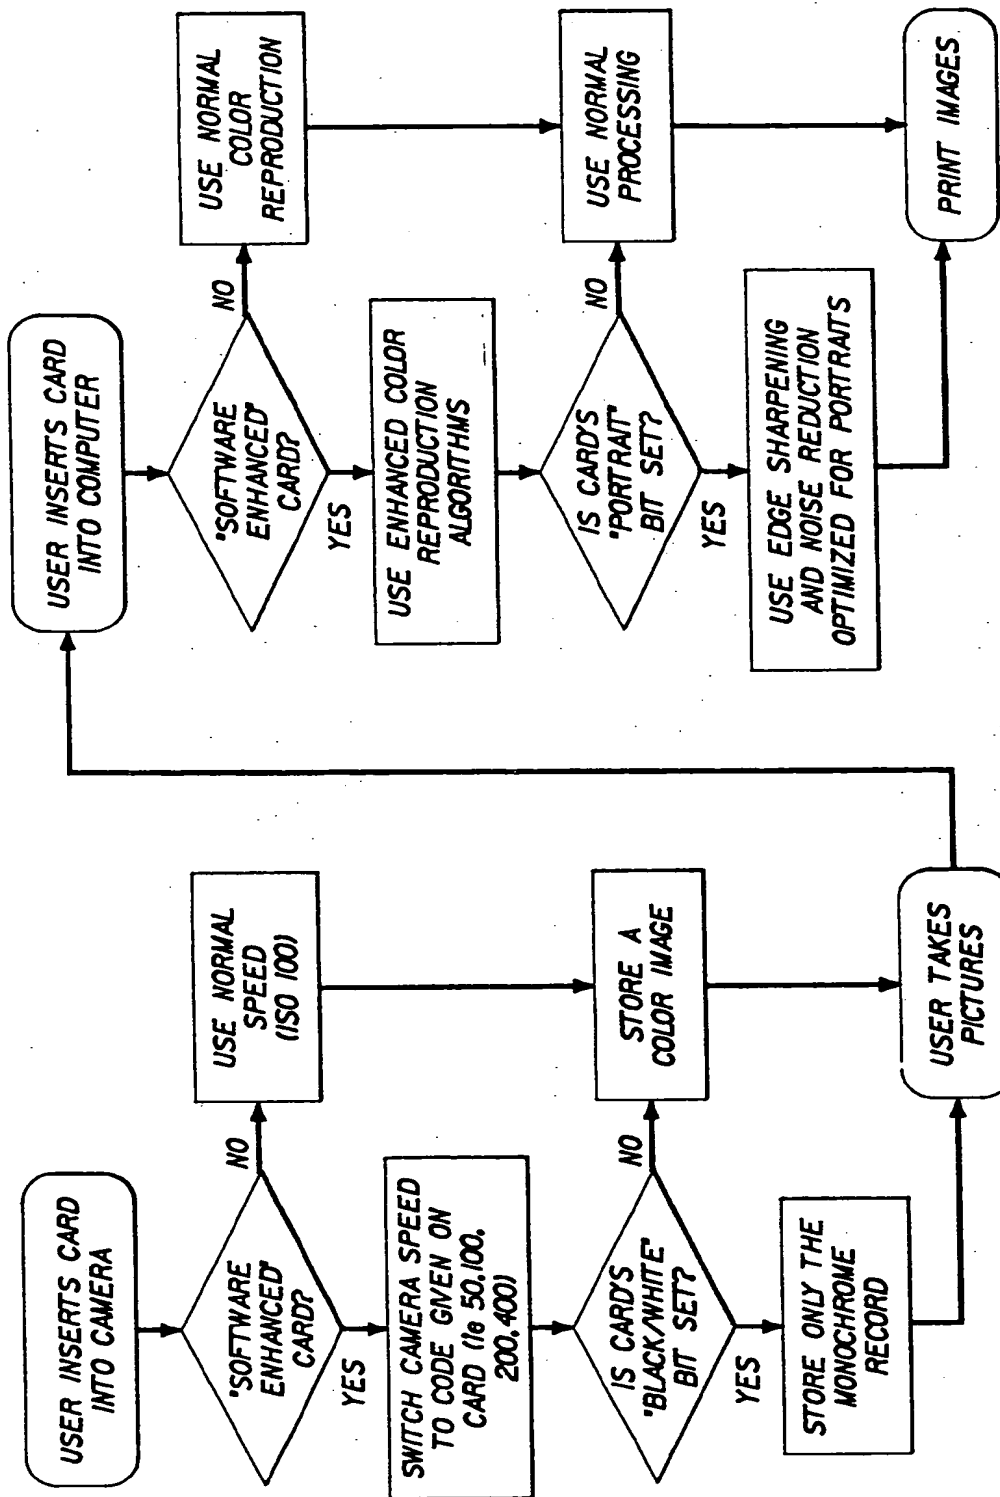 USER INSERTS CARD
INTO CAMERA
"SOFTWARE
ENHANCED"
CARD?
NO
USE NORMAL
SPEED
(ISO 100)
YES
SWITCH CAMERA SPEED
TO CODE GIVEN ON
CARD (ie 50.100.
200.400)
IS CARD'S
"BLACK/WHITE"
BIT SET?
NO
STORE A
COLOR IMAGE
YES
STORE ONLY THE
MONOCHROME
RECORD
USER TAKES
PICTURES
USER INSERTS CARD
INTO COMPUTER
"SOFTWARE
ENHANCED"
CARD?
NO
USE NORMAL
COLOR
REPRODUCTION
YES
USE ENHANCED COLOR
REPRODUCTION
ALGORITHMS
IS CARD'S
"PORTRAIT"
BIT SET?
NO
USE NORMAL
PROCESSING
YES
USE EDGE SHARPENING
AND NOISE REDUCTION
OPTIMIZED FOR PORTRAITS
PRINT IMAGES